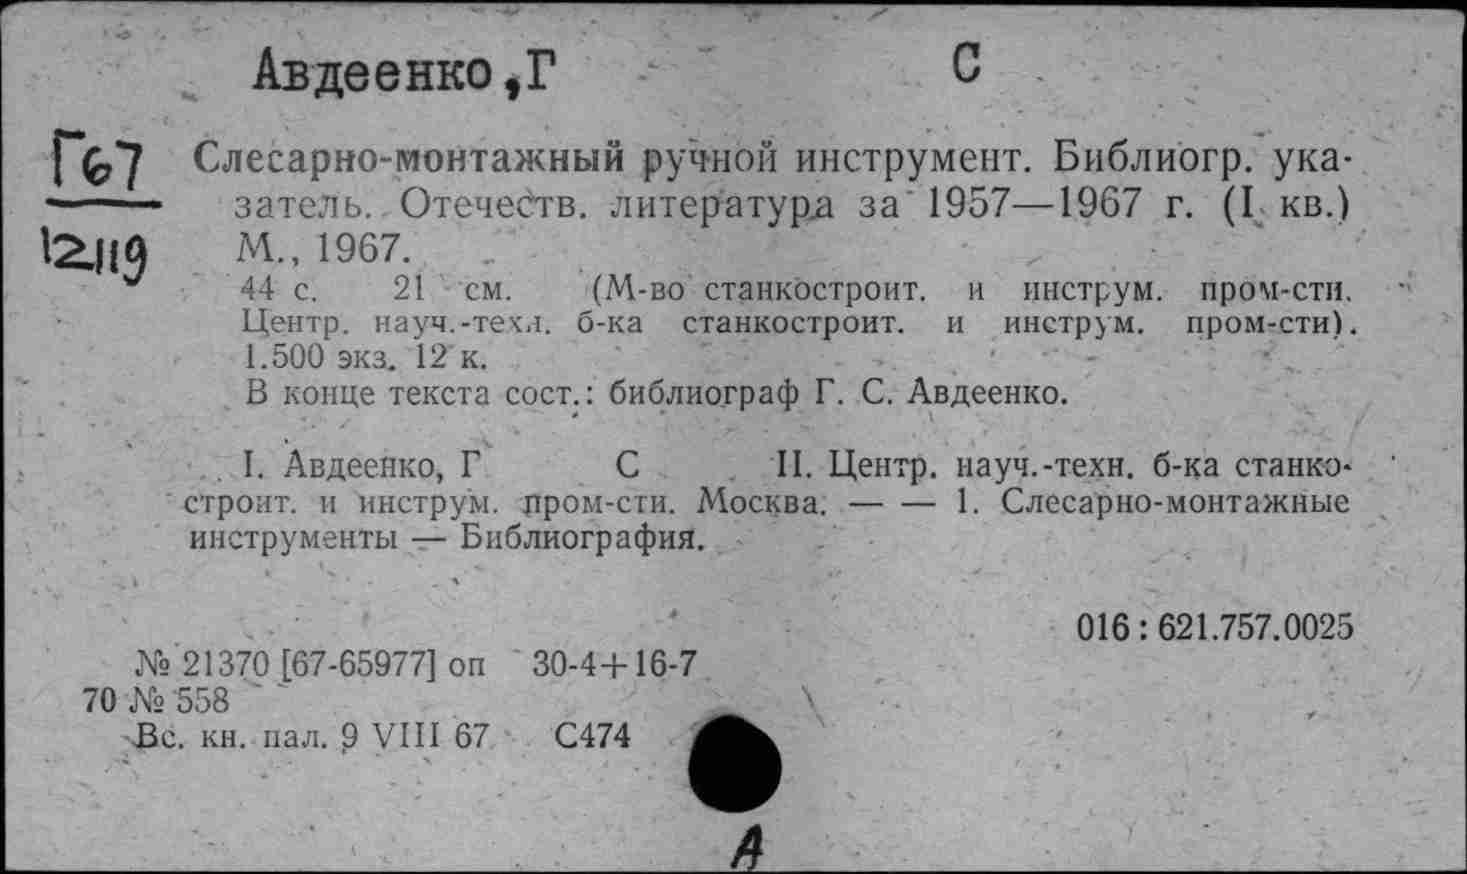 Авдеенко,Г С
Г67
12119
Слесарно-монтажный ручной инструмент. Библиогр. ука-
затель. Отечеств. литература за 1957—1967 г. (I кв.)
М., 1967.
44 с. 21 см. (М-во станкостроит. и инструм. пром-сти.
Центр. науч.-техн. б-ка станкостроит. и инструм. пром-сти).
1.500 экз. 12 к.
В конце текста сост.: библиограф Г. С. Авдеенко.
I. Авдеенко, Г С II. Центр. науч.-техн. б-ка станко-
строит. и инструм. пром-сти. Москва. — — 1. Слесарно-монтажные
инструменты — Библиография.
016 : 621.757.0025
№ 21370 [67-65977] оп 30-4+16-7
70 № 558
Вс. кн. пал. 9 VIII 67 С474
А